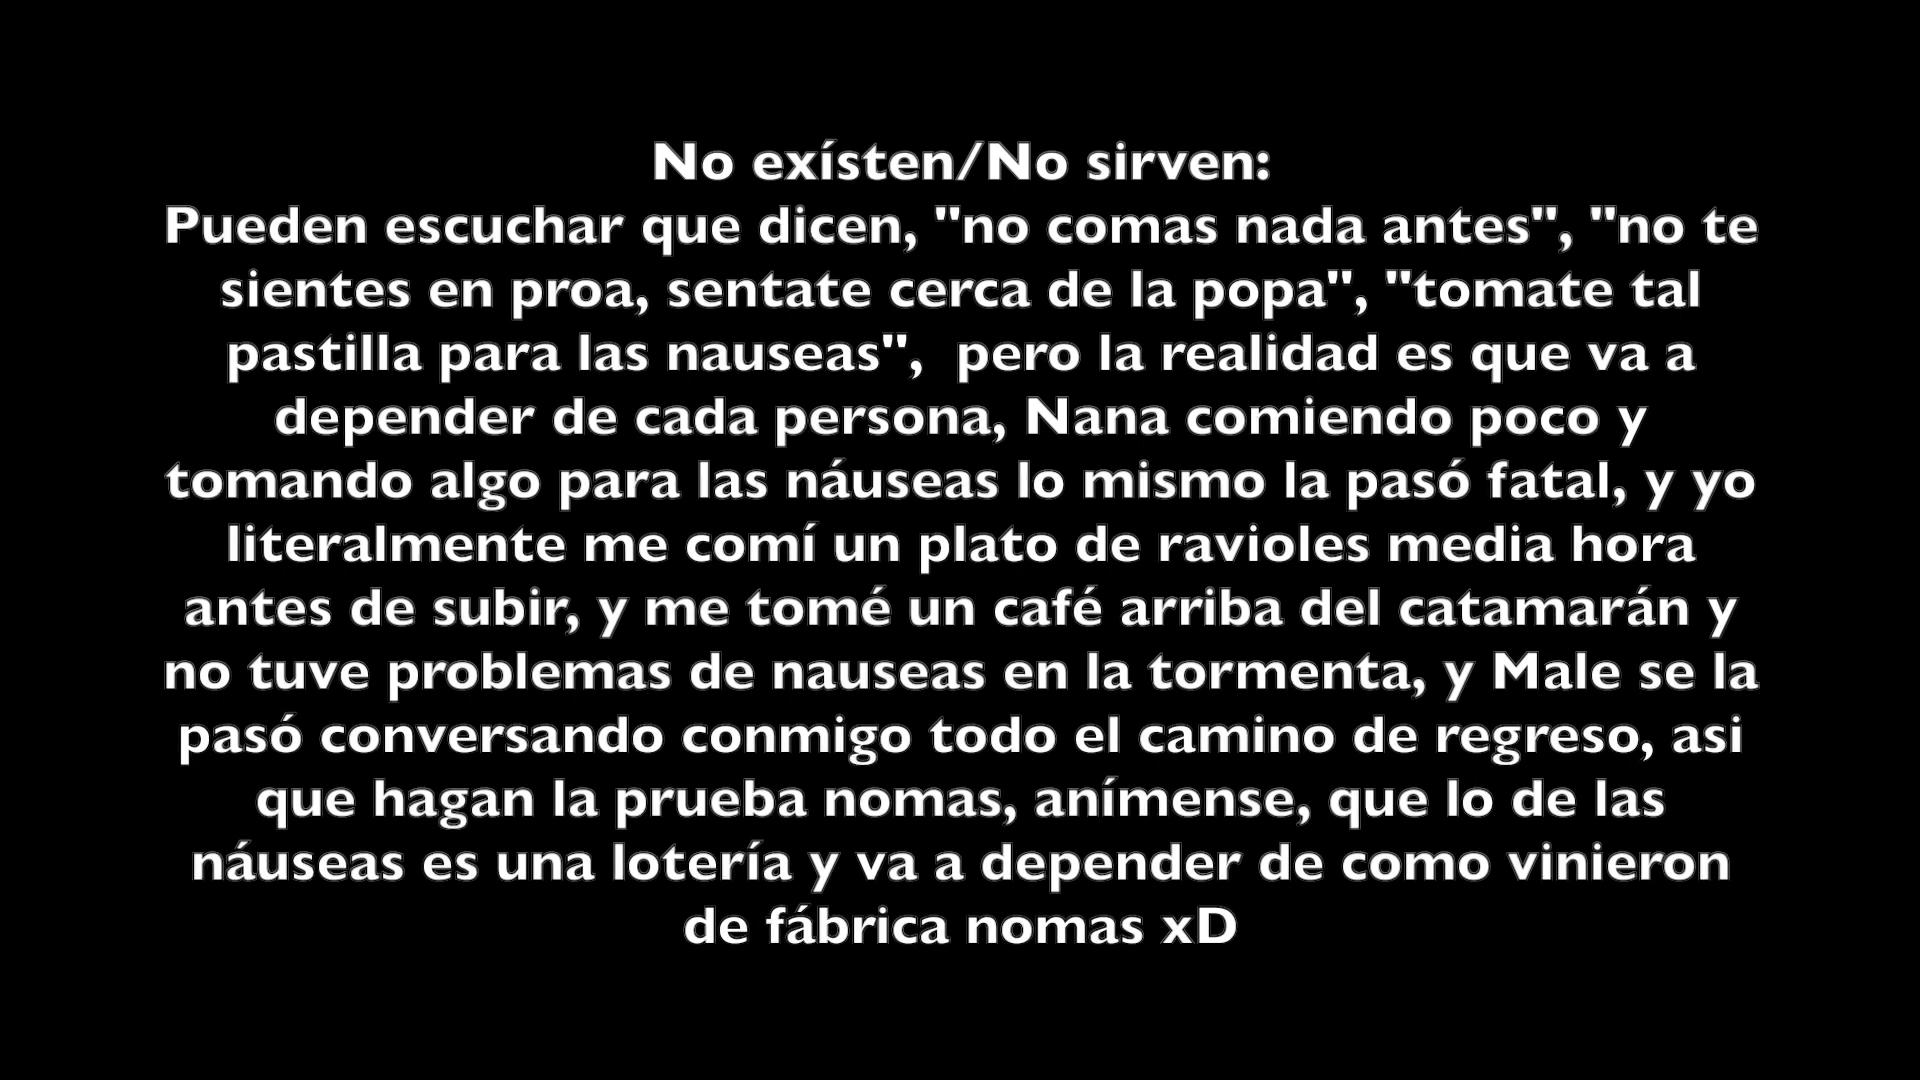 No exísten/No sirven:
Pueden escuchar que dicen, "no comas nada antes", "no te
sientes en proa, sentate cerca de la popa", "tomate tal
pastilla para las nauseas",  pero la realidad es que va a
depender de cada persona, Nana comiendo poco y
tomando algo para las náuseas lo mismo la pasó fatal, y yo
literalmente me comí un plato de ravioles media hora
antes de subir, y me tomé un café arriba del catamarán y
no tuve problemas de nauseas en la tormenta, y Male se la
pasó conversando conmigo todo el camino de regreso, asi
que hagan la prueba nomas, anímense, que lo de las
náuseas es una lotería y va a depender de como vinieron
de fábrica nomas xD